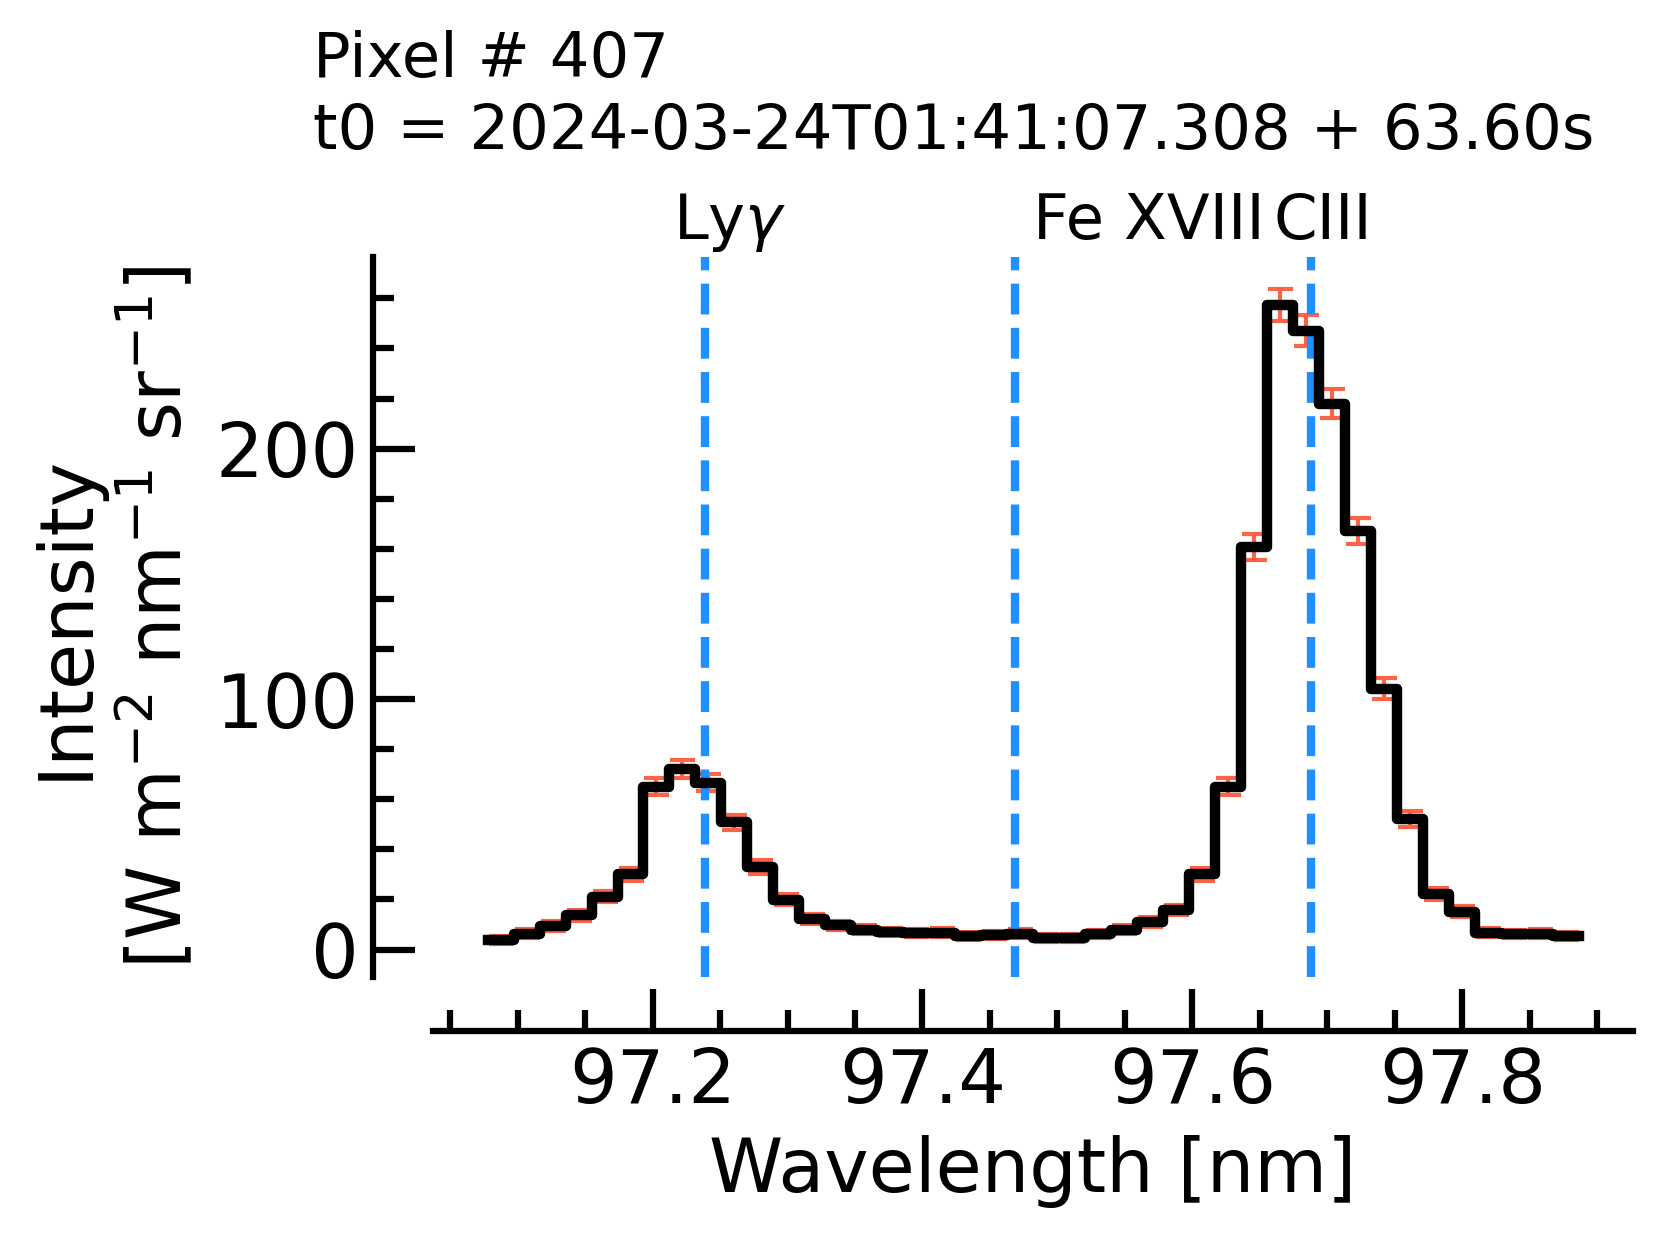 Pixel # 407
t0 = 2024-03-24T01:41:07.308 + 63.60s
Lyγ Fe XVIII CIII
Intensity
[W m⁻² nm⁻¹ sr⁻¹]
200
100
0
97.2 97.4 97.6 97.8
Wavelength [nm]